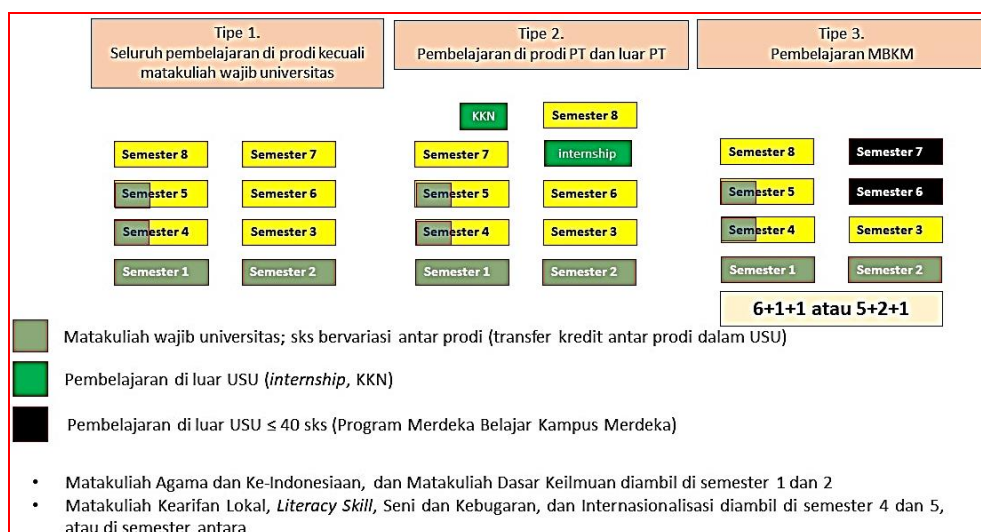 Tipe 1.
Seluruh pembelajaran di prodi kecuali
matakuliah wajib universitas
Tipe 2.
Pembelajaran di prodi PT dan luar PT
Tipe 3.
Pembelajaran MBKM
KKN
Semester 8
Semester 8
Semester 7
Semester 7
internship
Semester 8
Semester 7
Semester 5
Semester 6
Semester 5
Semester 6
Semester 5
Semester 6
Semester 4
Semester 3
Semester 4
Semester 3
Semester 4
Semester 3
Semester 1
Semester 2
Semester 1
Semester 2
Semester 1
Semester 2
6+1+1 atau 5+2+1
Matakuliah wajib universitas; sks bervariasi antar prodi (transfer kredit antar prodi dalam USU)
Pembelajaran di luar USU (internship, KKN)
Pembelajaran di luar USU ≤ 40 sks (Program Merdeka Belajar Kampus Merdeka)
• Matakuliah Agama dan Ke-Indonesiaan, dan Matakuliah Dasar Keilmuan diambil di semester 1 dan 2
• Matakuliah Kearifan Lokal, Literacy Skill, Seni dan Kebugaran, dan Internasionalisasi diambil di semester 4 dan 5,
atau di semester antara